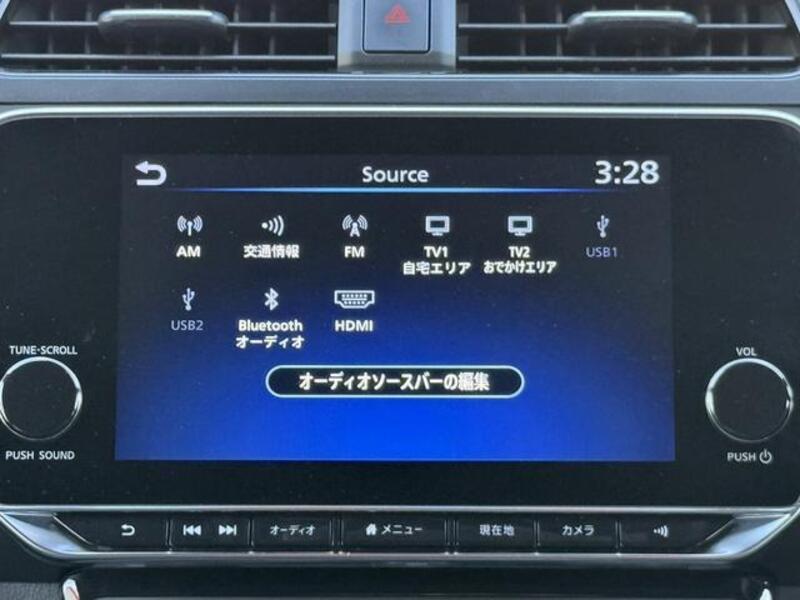 Source
3:28
AM
交通情報
FM
TV1
自宅エリア
TV2
おでかけエリア
USB1
USB2
Bluetooth
オーディオ
HDMI
オーディオソースバーの編集
TUNE·SCROLL
PUSH SOUND
VOL
PUSH
オーディオ
メニュー
現在地
カメラ